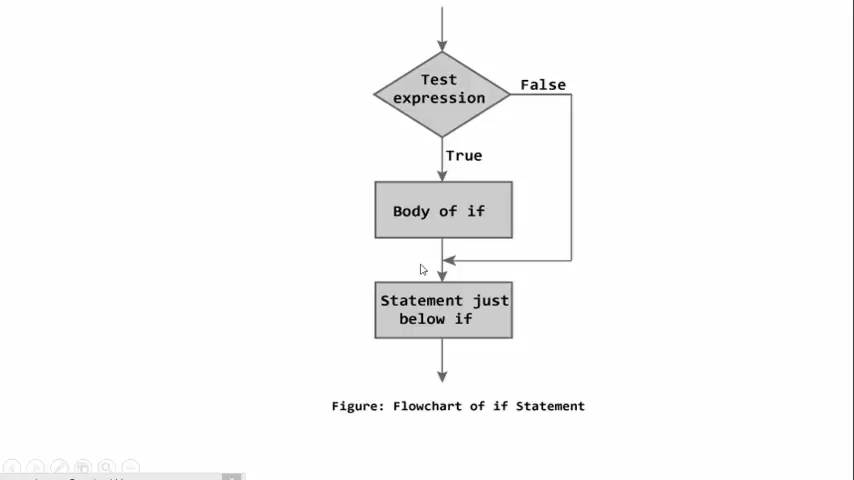 Test
expression
False
True
Body of if
Statement just
below if
Figure: Flowchart of if Statement